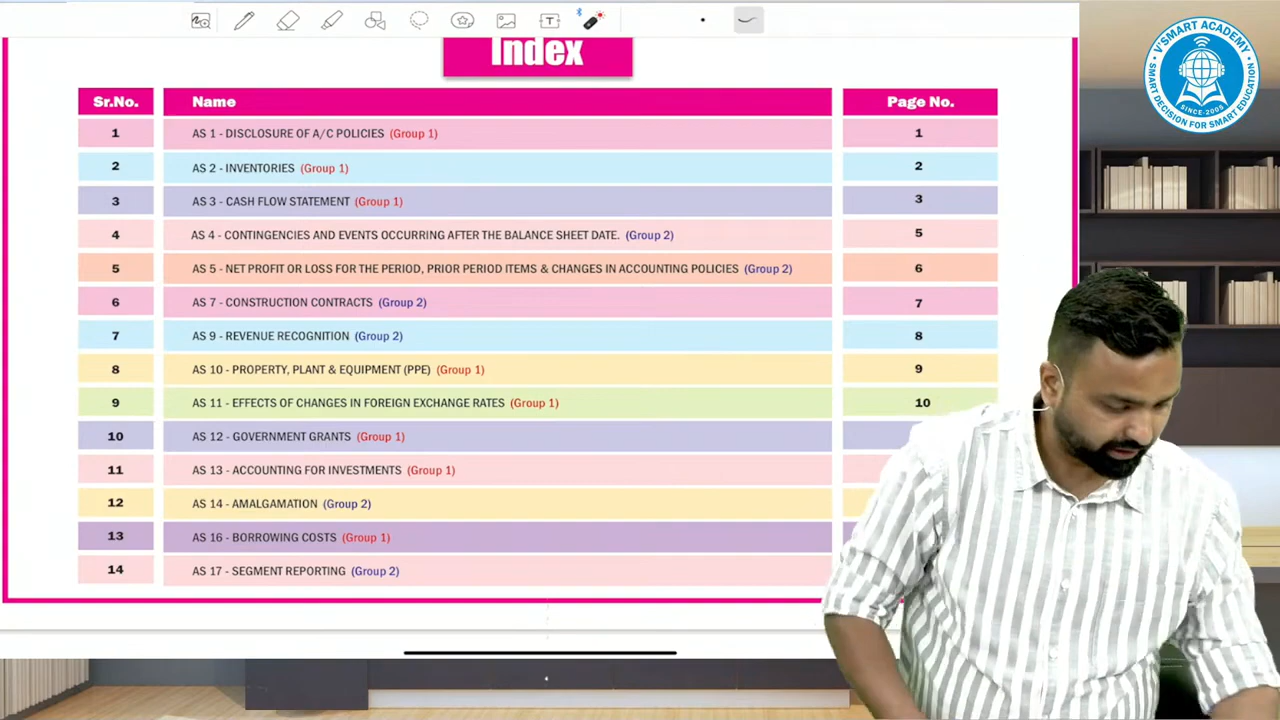 Index
Sr.No. Name Page No.
1 AS 1 - DISCLOSURE OF A/C POLICIES (Group 1) 1
2 AS 2 - INVENTORIES (Group 1) 2
3 AS 3 - CASH FLOW STATEMENT (Group 1) 3
4 AS 4 - CONTINGENCIES AND EVENTS OCCURRING AFTER THE BALANCE SHEET DATE. (Group 2) 5
5 AS 5 - NET PROFIT OR LOSS FOR THE PERIOD, PRIOR PERIOD ITEMS & CHANGES IN ACCOUNTING POLICIES (Group 2) 6
6 AS 7 - CONSTRUCTION CONTRACTS (Group 2) 7
7 AS 9 - REVENUE RECOGNITION (Group 2) 8
8 AS 10 - PROPERTY, PLANT & EQUIPMENT (PPE) (Group 1) 9
9 AS 11 - EFFECTS OF CHANGES IN FOREIGN EXCHANGE RATES (Group 1) 10
10 AS 12 - GOVERNMENT GRANTS (Group 1)
11 AS 13 - ACCOUNTING FOR INVESTMENTS (Group 1)
12 AS 14 - AMALGAMATION (Group 2)
13 AS 16 - BORROWING COSTS (Group 1)
14 AS 17 - SEGMENT REPORTING (Group 2)
V'SMART ACADEMY
SMART DECISION FOR SMART EDUCATION
SINCE-2005